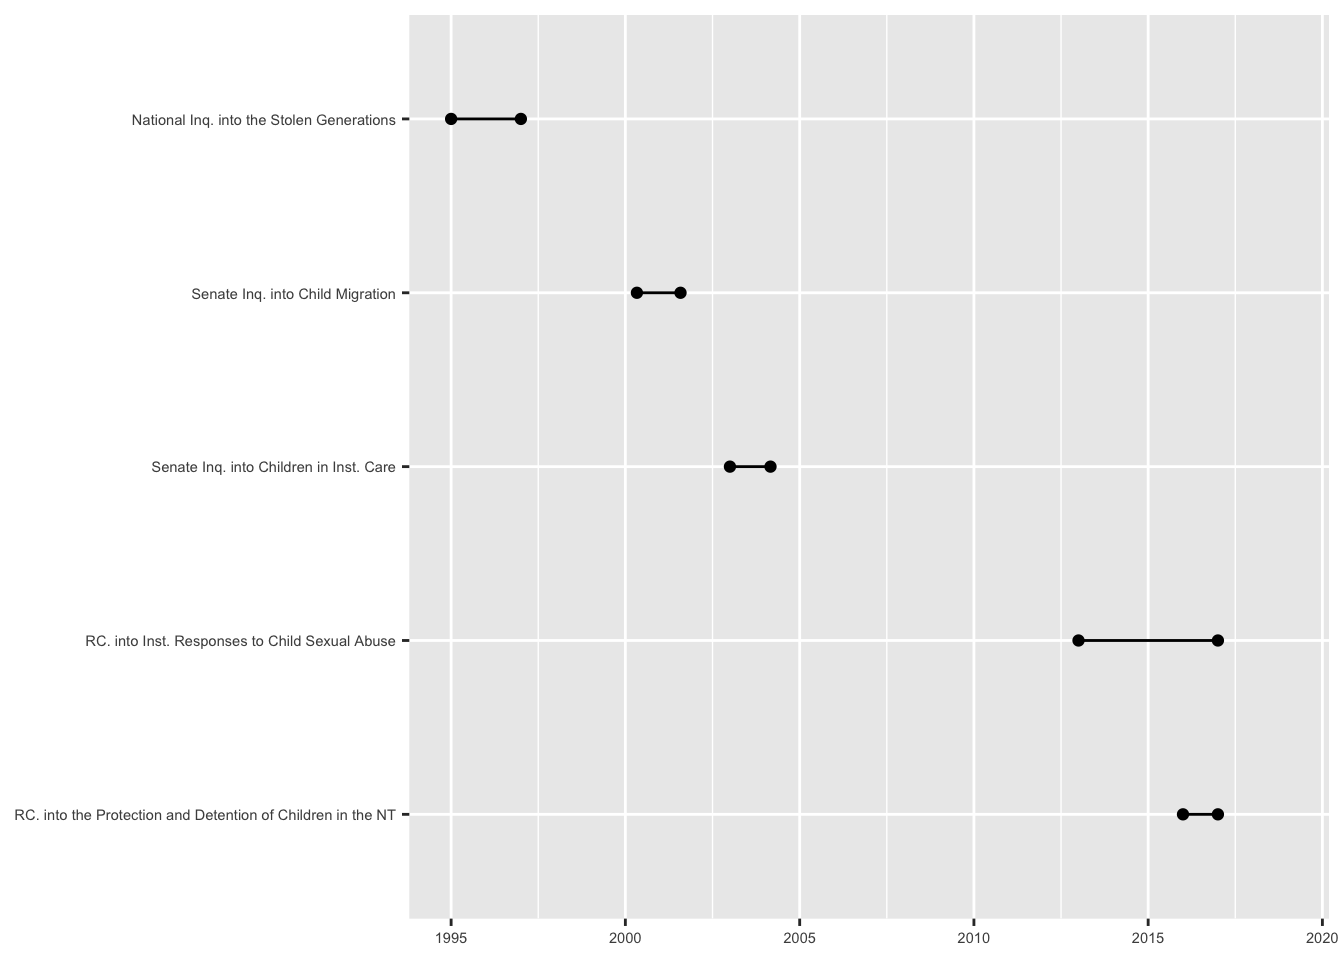 National Inq. into the Stolen Generations
Senate Inq. into Child Migration
Senate Inq. into Children in Inst. Care
RC. into Inst. Responses to Child Sexual Abuse
RC. into the Protection and Detention of Children in the NT
1995 2000 2005 2010 2015 2020